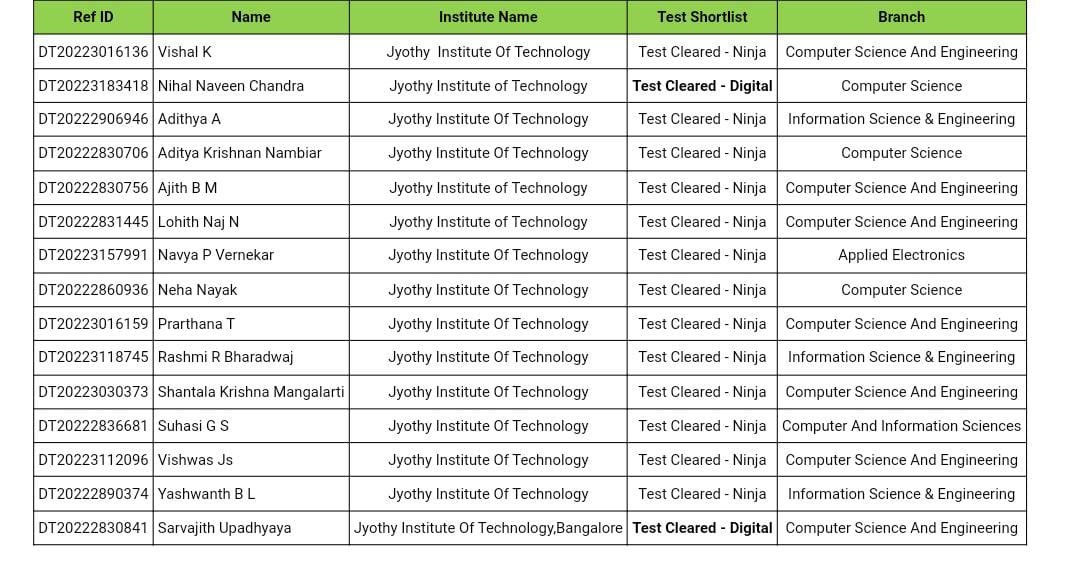 Ref ID Name Institute Name Test Shortlist Branch
DT20223016136 Vishal K Jyothy  Institute Of Technology Test Cleared - Ninja Computer Science And Engineering
DT20223183418 Nihal Naveen Chandra Jyothy Institute of Technology Test Cleared - Digital Computer Science
DT20222906946 Adithya A Jyothy Institute Of Technology Test Cleared - Ninja Information Science & Engineering
DT20222830706 Aditya Krishnan Nambiar Jyothy Institute Of Technology Test Cleared - Ninja Computer Science
DT20222830756 Ajith B M Jyothy Institute of Technology Test Cleared - Ninja Computer Science And Engineering
DT20222831445 Lohith Naj N Jyothy Institute of Technology Test Cleared - Ninja Computer Science And Engineering
DT20223157991 Navya P Vernekar Jyothy Institute Of Technology Test Cleared - Ninja Applied Electronics
DT20222860936 Neha Nayak Jyothy Institute Of Technology Test Cleared - Ninja Computer Science
DT20223016159 Prarthana T Jyothy Institute Of Technology Test Cleared - Ninja Computer Science And Engineering
DT20223118745 Rashmi R Bharadwaj Jyothy Institute Of Technology Test Cleared - Ninja Information Science & Engineering
DT20223030373 Shantala Krishna Mangalarti Jyothy Institute Of Technology Test Cleared - Ninja Computer Science And Engineering
DT20222836681 Suhasi G S Jyothy Institute Of Technology Test Cleared - Ninja Computer And Information Sciences
DT20223112096 Vishwas Js Jyothy Institute Of Technology Test Cleared - Ninja Computer Science And Engineering
DT20222890374 Yashwanth B L Jyothy Institute Of Technology Test Cleared - Ninja Information Science & Engineering
DT20222830841 Sarvajith Upadhyaya Jyothy Institute Of Technology,Bangalore Test Cleared - Digital Computer Science And Engineering